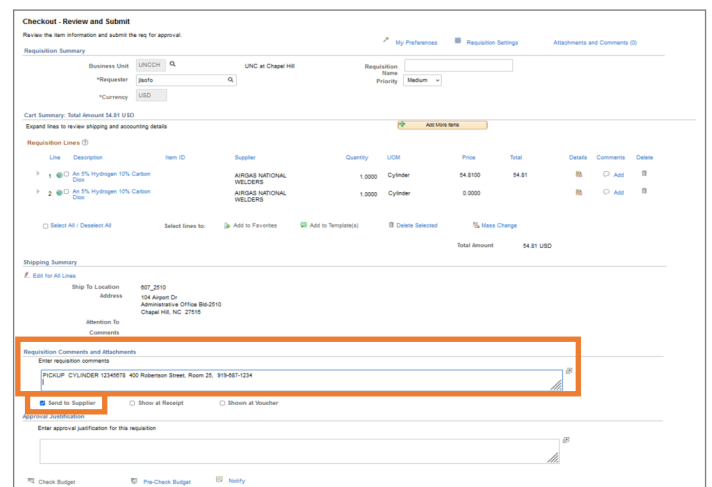 Checkout - Review and Submit
Review the item information and submit the req for approval.
My Preferences Requisition Settings Attachments and Comments (0)
Requisition Summary
Business Unit UNCCH UNC at Chapel Hill Requisition Name
*Requester jlsofo Priority Medium
*Currency USD
Cart Summary: Total Amount 54.81 USD
Expand lines to review shipping and accounting details Add More Items
Requisition Lines
Line Description Item ID Supplier Quantity UOM Price Total Details Comments Delete
1 An 5% Hydrogen 10% Carbon Diox AIRGAS NATIONAL WELDERS 1.0000 Cylinder 54.8100 54.81 Add
2 An 5% Hydrogen 10% Carbon Diox AIRGAS NATIONAL WELDERS 1.0000 Cylinder 0.0000 Add
Select All / Deselect All Select lines to: Add to Favorites Add to Template(s) Delete Selected Mass Change
Total Amount 54.81 USD
Shipping Summary
Edit for All Lines
Ship To Location 607_2510
Address 104 Airport Dr
Administrative Office Bld-2510
Chapel Hill, NC 27515
Attention To
Comments
Requisition Comments and Attachments
Enter requisition comments
PICKUP CYLINDER 12345678 400 Robertson Street, Room 25, 919-687-1234
Send to Supplier Show at Receipt Shown at Voucher
Approval Justification
Enter approval justification for this requisition
Check Budget Pre-Check Budget Notify